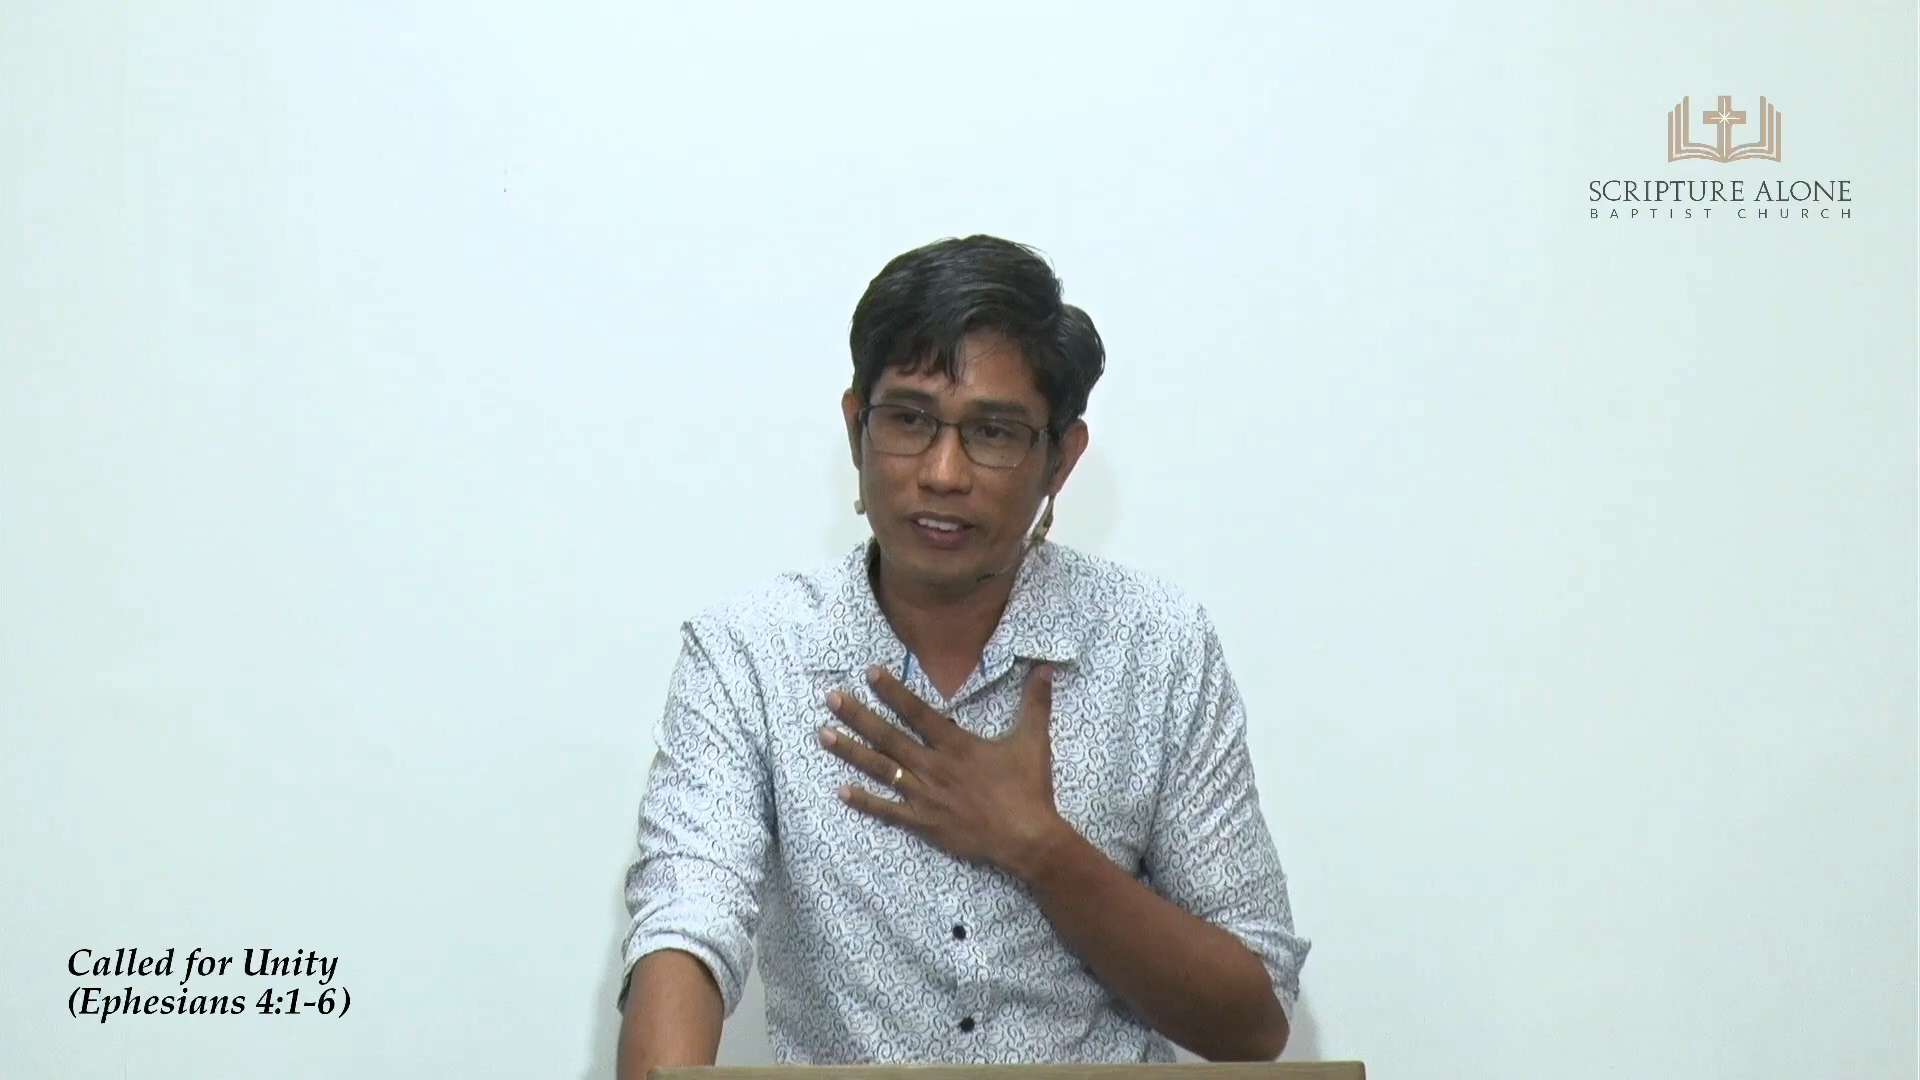 SCRIPTURE ALONE
BAPTIST CHURCH
Called for Unity
(Ephesians 4:1-6)